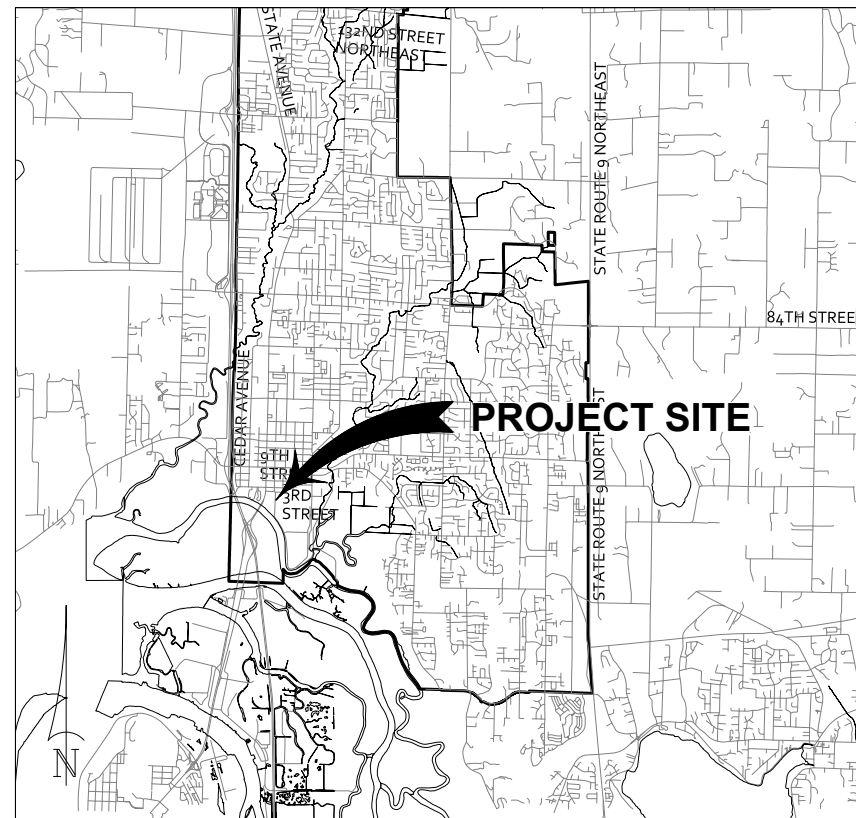 STATE AVENUE
132ND STREET
NORTHEAST
STATE ROUTE 9 NORTHEAST
84TH STREE
CEDAR AVENUE
PROJECT SITE
9TH
STREET
3RD
STREET
STATE ROUTE 9 NORTHEAST
N